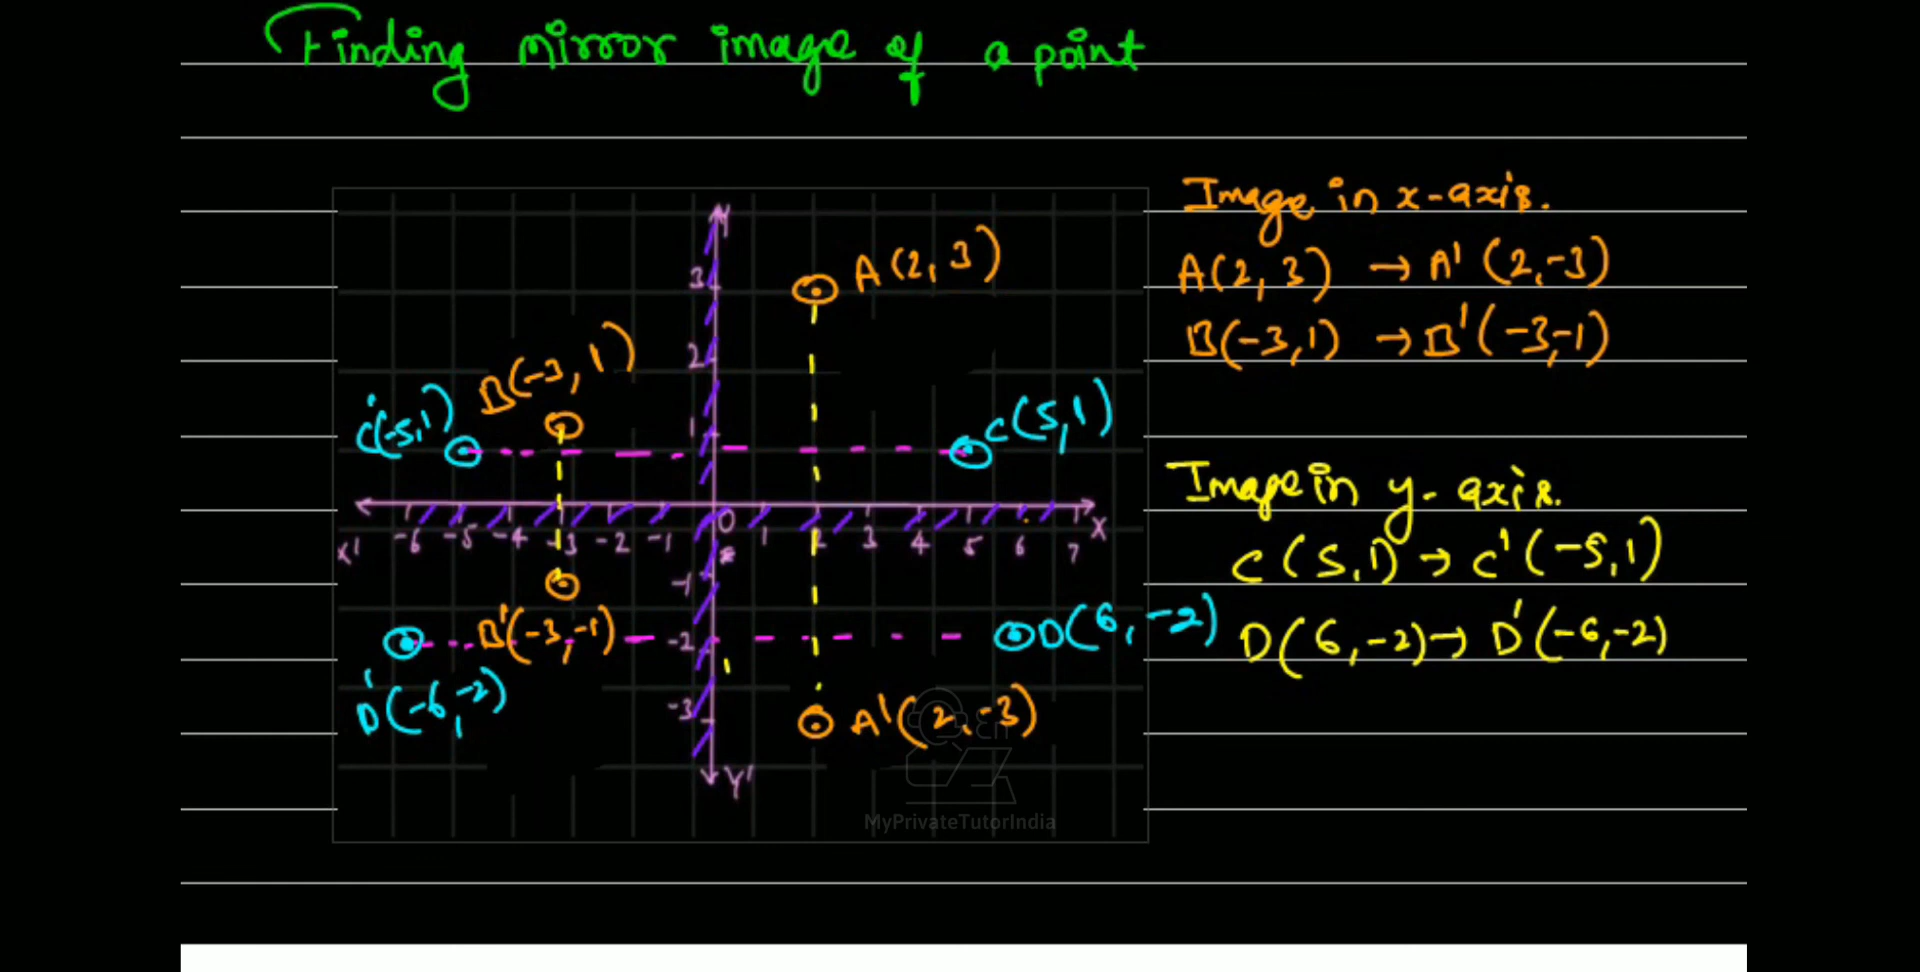 Finding mirror image of a point
Y
A(2, 3)
3
B(-3, 1)
2
C'(-5,1)
1
C(5,1)
X' -6 -5 -4 -3 -2 -1 O 1 2 3 4 5 6 7 X
-1
B'(-3,-1)
-2
D(6,-2)
D'(-6,-2)
-3
A'(2,-3)
Y'
MyPrivateTutorIndia
Image in x-axis.
A(2, 3) → A'(2,-3)
B(-3,1) → B'(-3,-1)
Image in y-axis.
C(5,1) → C'(-5,1)
D(6,-2) → D'(-6,-2)